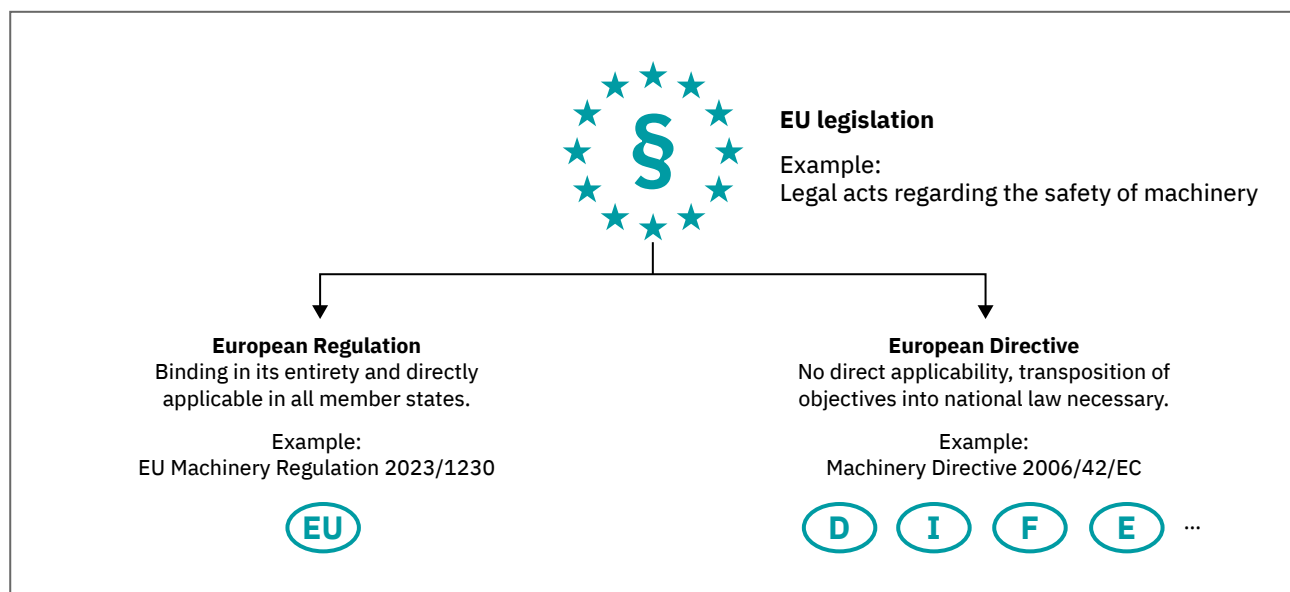 §
EU legislation
Example:
Legal acts regarding the safety of machinery
European Regulation
Binding in its entirety and directly
applicable in all member states.
Example:
EU Machinery Regulation 2023/1230
EU
European Directive
No direct applicability, transposition of
objectives into national law necessary.
Example:
Machinery Directive 2006/42/EC
D I F E ...